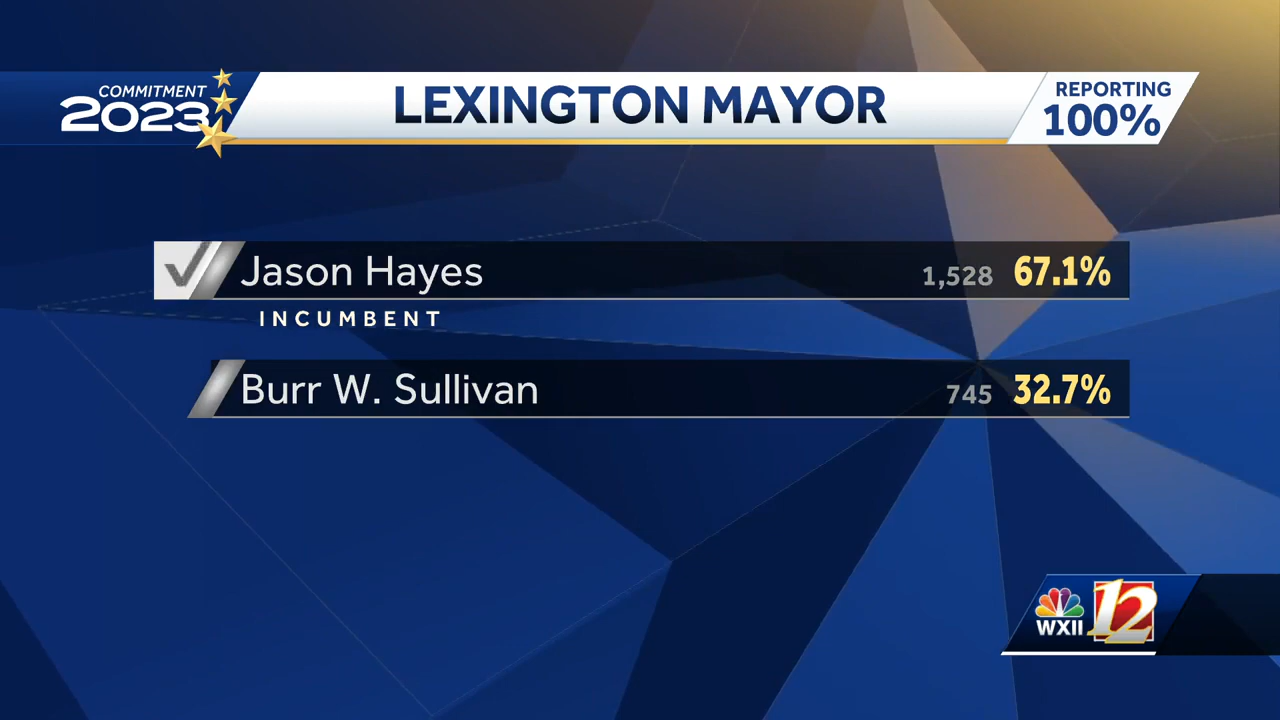 COMMITMENT
2023
LEXINGTON MAYOR
REPORTING
100%
Jason Hayes 1,528 67.1%
INCUMBENT
Burr W. Sullivan 745 32.7%
WXII 12